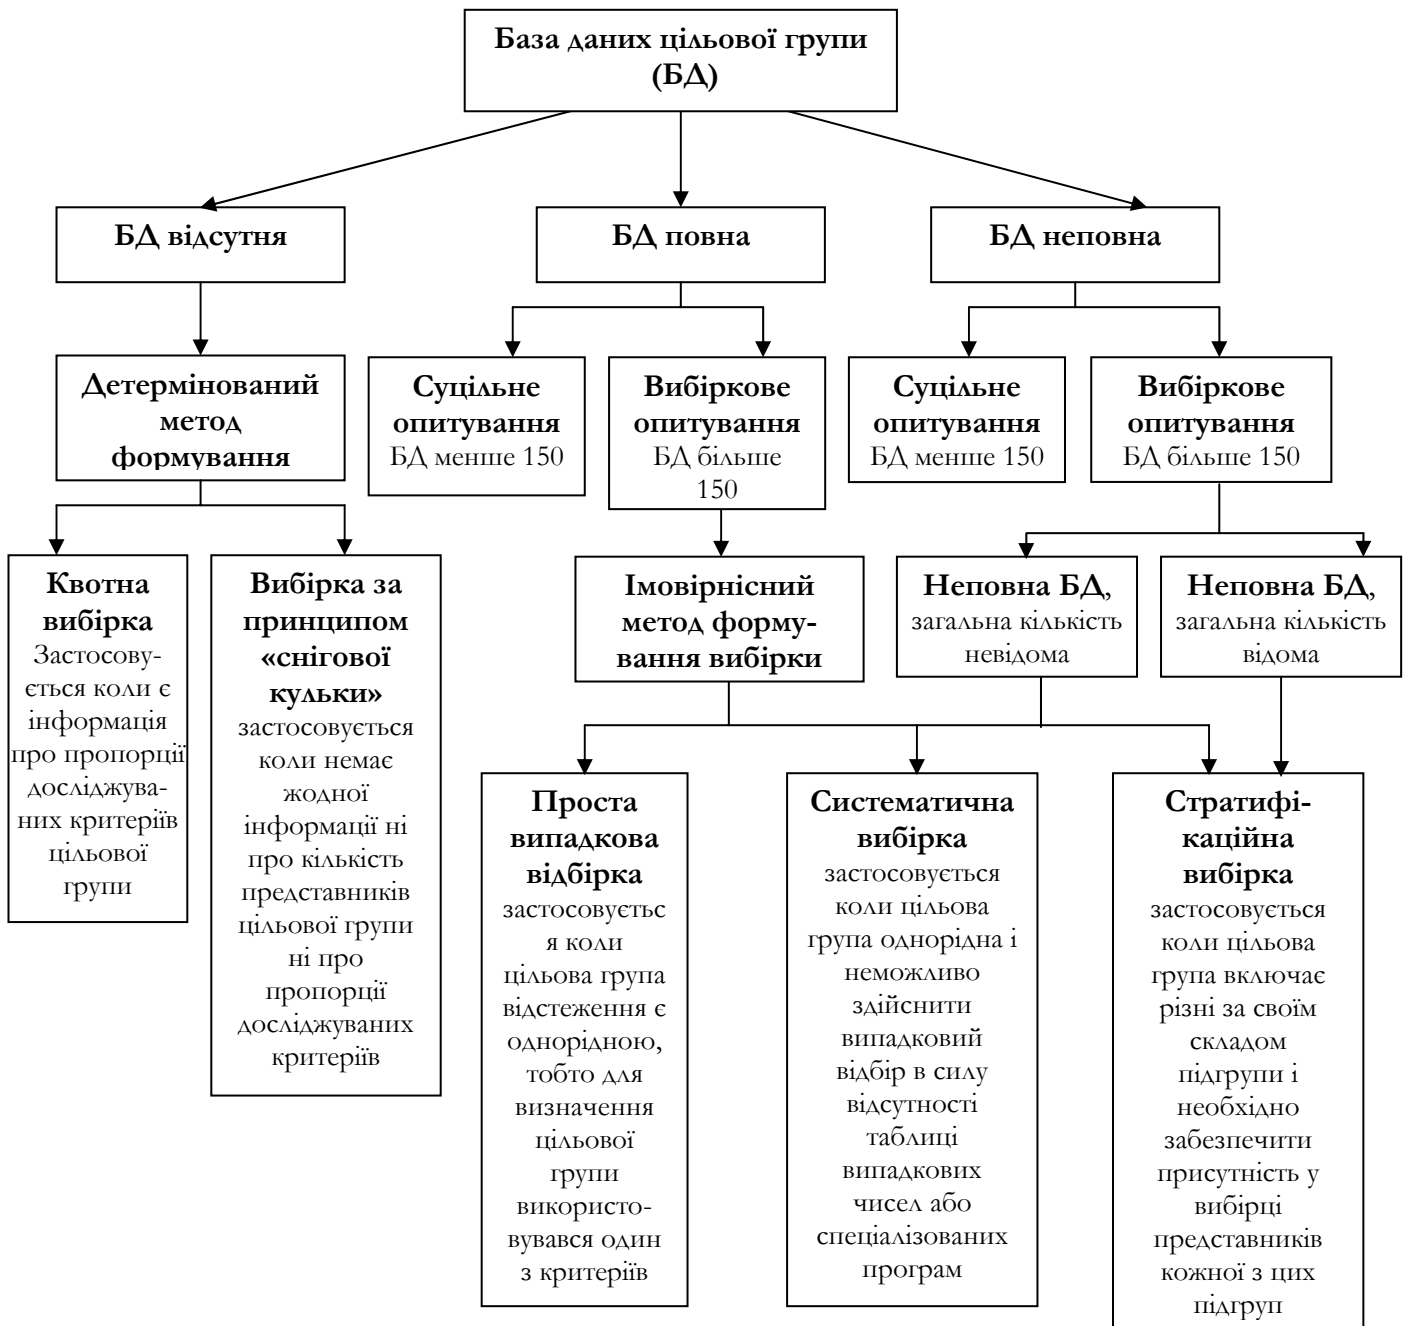 База даних цільової групи
(БД)
БД відсутня
БД повна
БД неповна
Детермінований
метод
формування
Суцільне
опитування
БД менше 150
Вибіркове
опитування
БД більше
150
Суцільне
опитування
БД менше 150
Вибіркове
опитування
БД більше 150
Квотна
вибірка
Застосову-
ється коли є
інформація
про пропорції
досліджува-
них критеріїв
цільової
групи
Вибірка за
принципом
«снігової
кульки»
застосовується
коли немає
жодної
інформації ні
про кількість
представників
цільової групи
ні про
пропорції
досліджуваних
критеріїв
Імовірнісний
метод форму-
вання вибірки
Неповна БД,
загальна кількість
невідома
Неповна БД,
загальна кількість
відома
Проста
випадкова
відбірка
застосовуєтьс
я коли
цільова група
відстеження є
однорідною,
тобто для
визначення
цільової
групи
використо-
вувався один
з критеріїв
Систематична
вибірка
застосовується
коли цільова
група однорідна і
неможливо
здійснити
випадковий
відбір в силу
відсутності
таблиці
випадкових
чисел або
спеціалізованих
програм
Стратифі-
каційна
вибірка
застосовується
коли цільова
група включає
різні за своїм
складом
підгрупи і
необхідно
забезпечити
присутність у
вибірці
представників
кожної з цих
підгруп